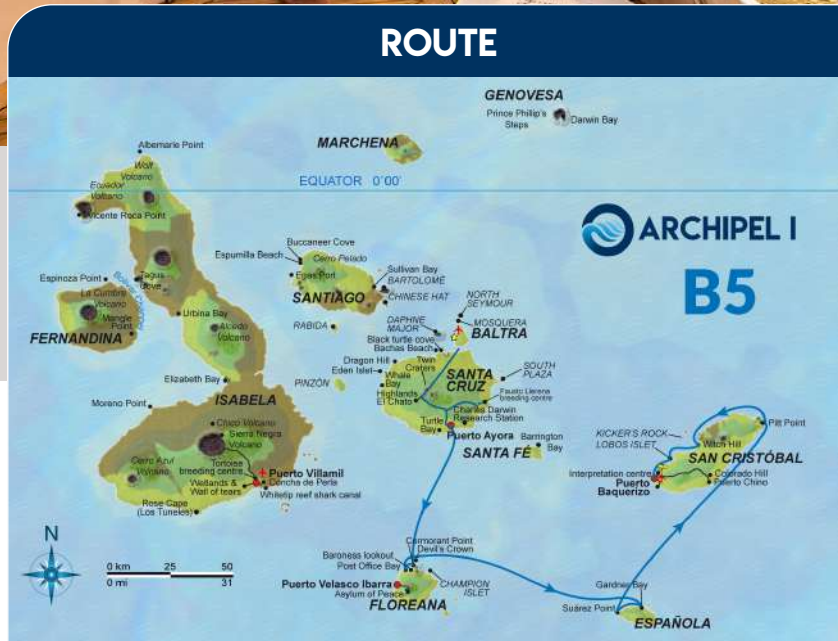 ROUTE
GENOVESA
Prince Phillip's
Steps
Darwin Bay
MARCHENA
Albemarle Point
Wolf
Volcano
EQUATOR 0°00'
Equador
Volcano
Vicente Roca Point
ARCHIPEL I
B5
Buccaneer Cove
Espumilla Beach
Cerro Pelado
Egas Port
Sullivan Bay
BARTOLOMÉ
CHINESE HAT
SANTIAGO
Espinoza Point
Tagus
Cove
Bolivar Channel
La Cumbre
Volcano
Mangle
Point
FERNANDINA
Urbina Bay
Alcedo
Volcano
RABIDA
NORTH
SEYMOUR
MOSQUERA
DAPHNE
MAJOR
BALTRA
Black turtle cove
Bachas Beach
Dragon Hill
Eden Islet
Twin
Craters
Whale
Bay
SANTA
CRUZ
SOUTH
PLAZA
Highlands
El Chato
Fausto Llerena
breeding centre
Charles Darwin
Research Station
Turtle
Bay
Puerto Ayora
PINZÓN
Elizabeth Bay
Moreno Point
ISABELA
Barrington
Bay
SANTA FÉ
Chico Volcano
Sierra Negra
Volcano
Cerro Azul
Volcano
Tortoise
breeding centre
Puerto Villamil
Wetlands &
Wall of tears
Concha de Perla
Whitetip reef shark canal
Rose Cape
(Los Tuneles)
KICKER'S ROCK
LOBOS ISLET
Witch Hill
Pitt Point
SAN CRISTÓBAL
Interpretation centre
Puerto
Baquerizo
Colorado Hill
Puerto Chino
N
0 km 25 50
0 mi 31
Cormorant Point
Devil's Crown
Baroness lookout
Post Office Bay
Puerto Velasco Ibarra
Asylum of Peace
CHAMPION
ISLET
FLOREANA
Gardner Bay
Suárez Point
ESPAÑOLA